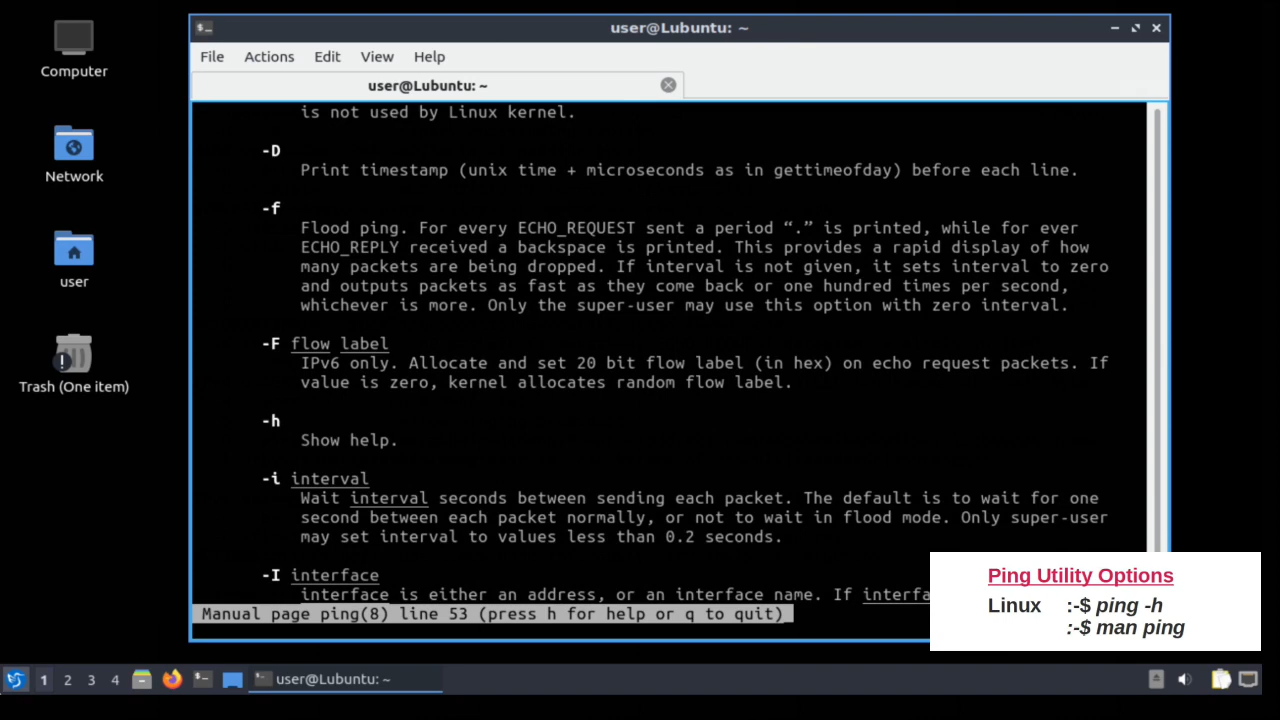 user@Lubuntu: ~
File Actions Edit View Help
user@Lubuntu: ~
Computer
Network
user
Trash (One item)
is not used by Linux kernel.
-D
Print timestamp (unix time + microseconds as in gettimeofday) before each line.
-f
Flood ping. For every ECHO_REQUEST sent a period “.” is printed, while for ever
ECHO_REPLY received a backspace is printed. This provides a rapid display of how
many packets are being dropped. If interval is not given, it sets interval to zero
and outputs packets as fast as they come back or one hundred times per second,
whichever is more. Only the super-user may use this option with zero interval.
-F flow label
IPv6 only. Allocate and set 20 bit flow label (in hex) on echo request packets. If
value is zero, kernel allocates random flow label.
-h
Show help.
-i interval
Wait interval seconds between sending each packet. The default is to wait for one
second between each packet normally, or not to wait in flood mode. Only super-user
may set interval to values less than 0.2 seconds.
-I interface
interface is either an address, or an interface name. If interfa
Manual page ping(8) line 53 (press h for help or q to quit)
Ping Utility Options
Linux :-$ ping -h
:-$ man ping
1 2 3 4 user@Lubuntu: ~